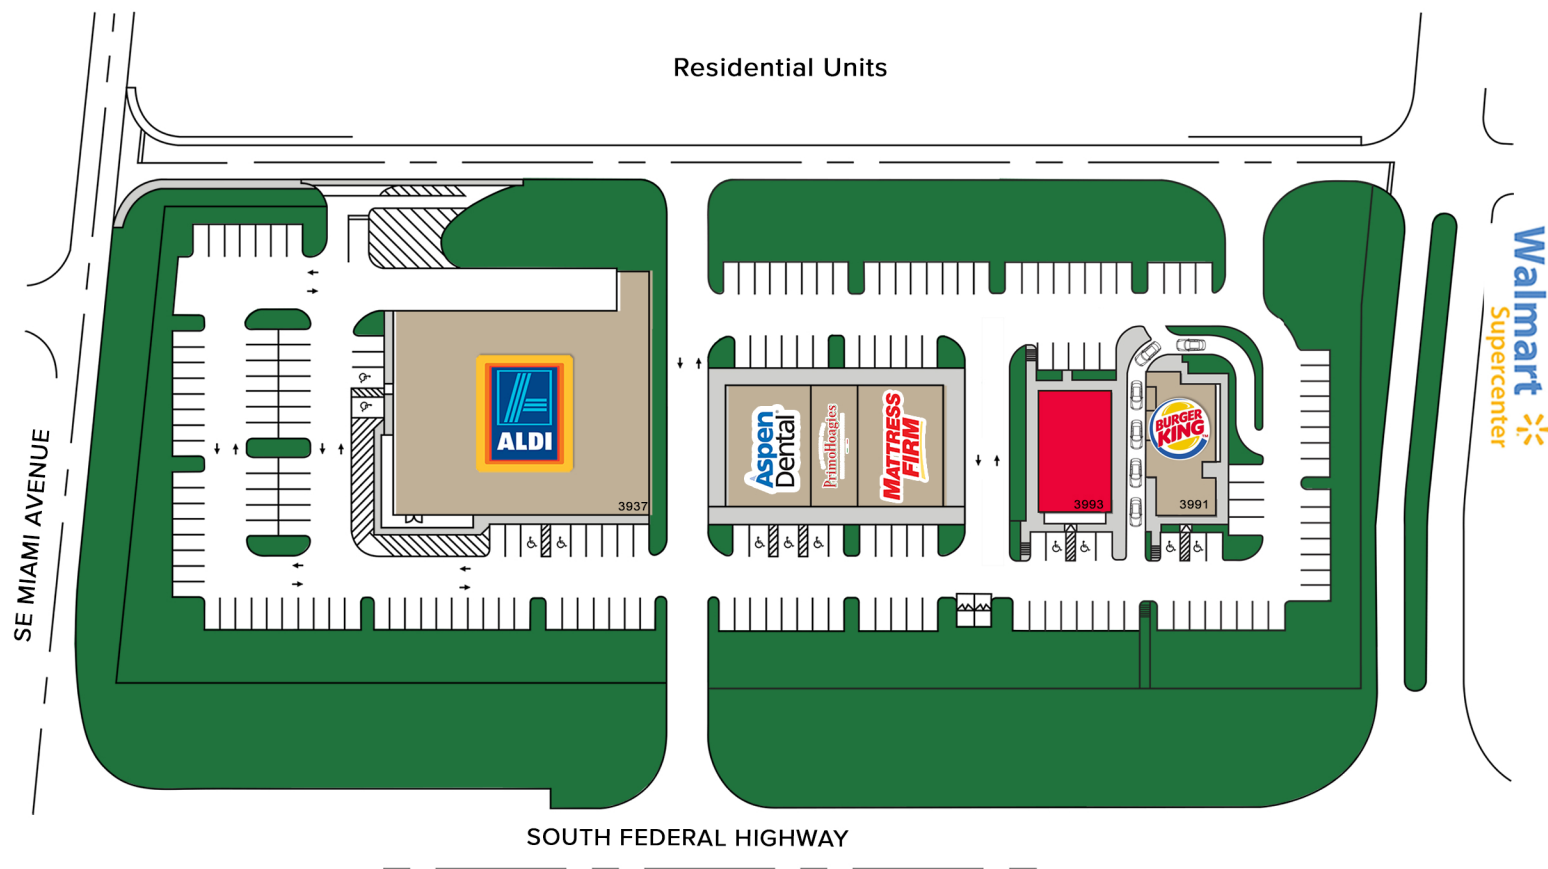 Residential Units
Walmart
Supercenter
SE MIAMI AVENUE
ALDI
3937
Aspen
Dental
PrimoHoagies
MATTRESS
FIRM
3993
BURGER
KING
3991
SOUTH FEDERAL HIGHWAY